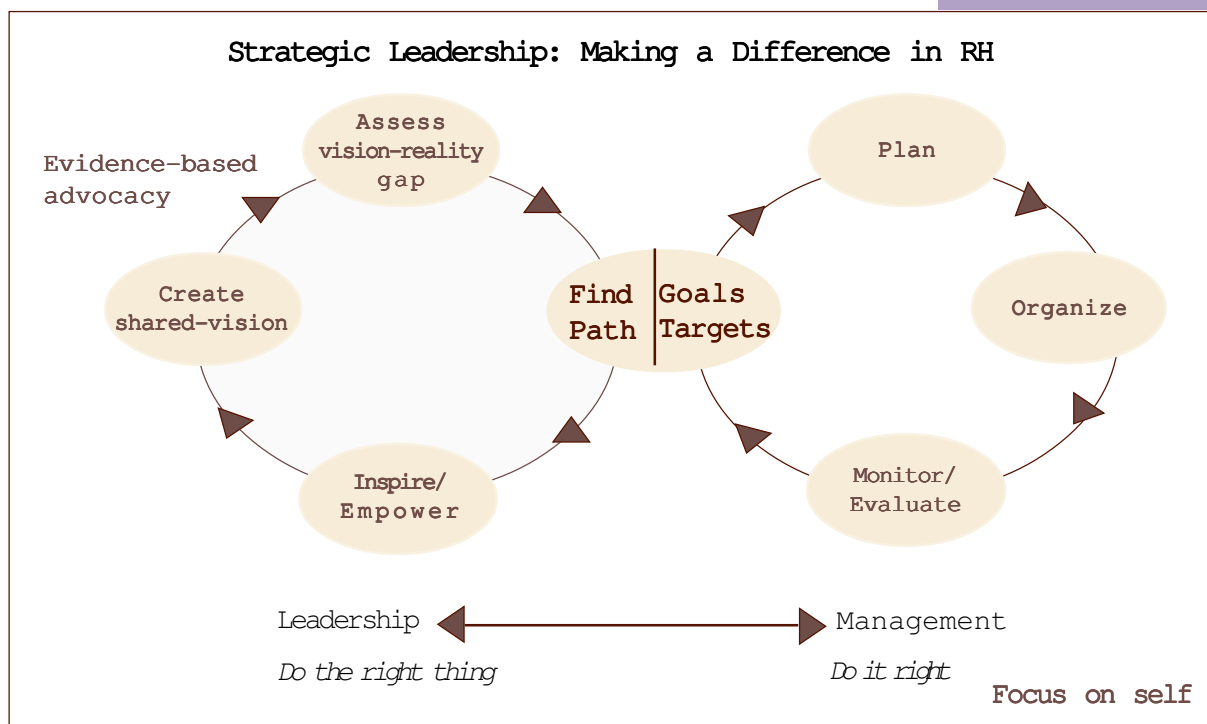 Strategic Leadership: Making a Difference in RH
Assess
vision-reality
gap
Evidence-based
advocacy
Create
shared-vision
Inspire/
Empower
Find
Path
Goals
Targets
Plan
Organize
Monitor/
Evaluate
Leadership
Management
Do the right thing
Do it right
Focus on self